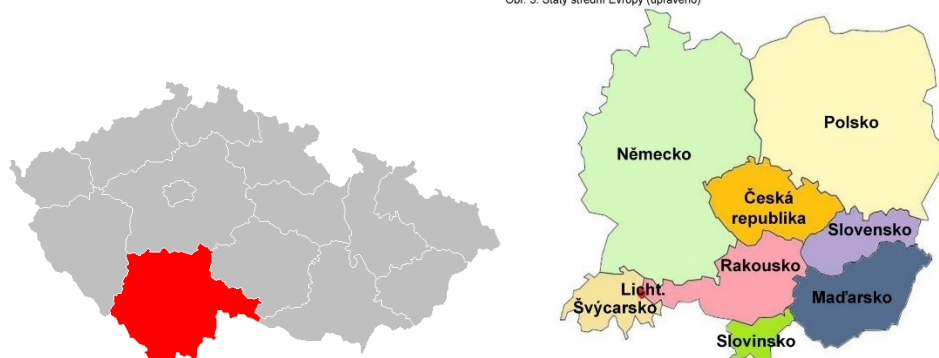 Obr. 3. Státy střední Evropy (upraveno)
Polsko
Německo
Česká
republika
Slovensko
Rakousko
Licht.
Maďarsko
Švýcarsko
Slovinsko